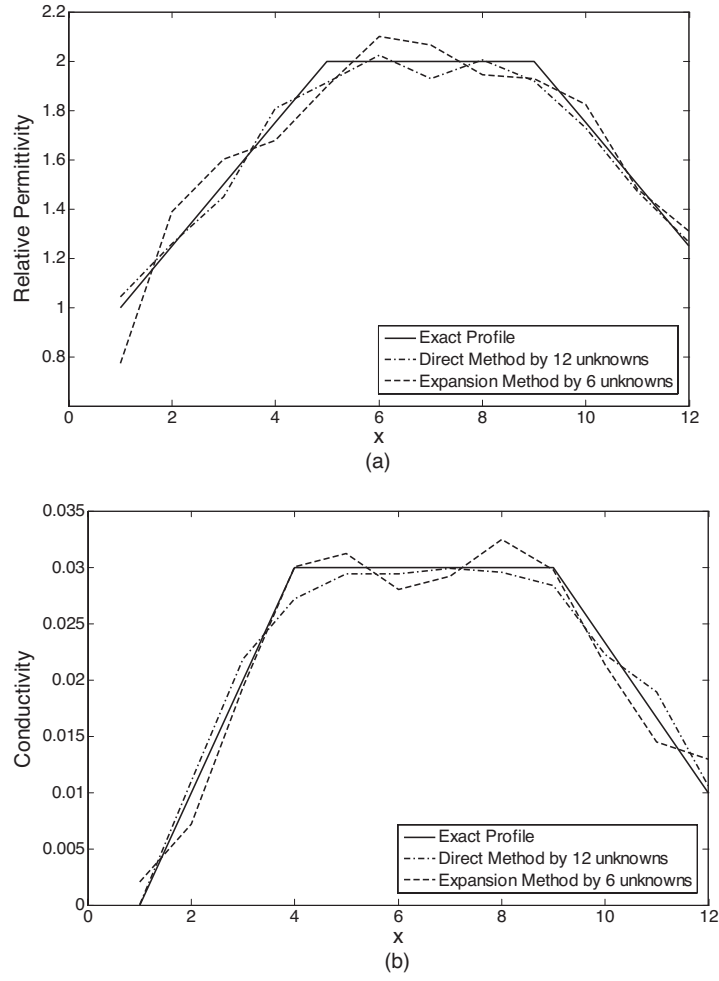 2.2
2
1.8
1.6
1.4
1.2
1
0.8
Relative Permittivity
Exact Profile
Direct Method by 12 unknowns
Expansion Method by 6 unknowns
0 2 4 6 8 10 12
x
(a)
0.035
0.03
0.025
0.02
0.015
0.01
0.005
0
Conductivity
Exact Profile
Direct Method by 12 unknowns
Expansion Method by 6 unknowns
0 2 4 6 8 10 12
x
(b)